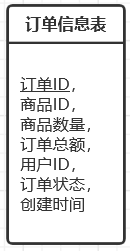 订单信息表
订单ID，
商品ID，
商品数量，
订单总额，
用户ID，
订单状态，
创建时间